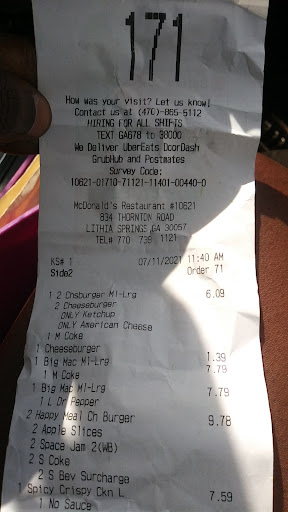 171
How was your visit? Let us know!
Contact us at (470)-865-5112
HIRING FOR ALL SHIFTS
TEXT GA678 to 38000
We Deliver UberEats DoorDash
GrubHub and Postmates
Survey Code:
10621-01710-71121-11401-00440-0
McDonald's Restaurant #10621
834 THORNTON ROAD
LITHIA SPRINGS,GA 30057
TEL# 770 739 1121
KS# 1 07/11/2021 11:40 AM
Side2 Order 71
1 2 Chsburger Ml-Lrg 6.09
2 Cheeseburger
ONLY Ketchup
ONLY American Cheese
1 M Coke
1 Cheeseburger 1.39
1 Big Mac Ml-Lrg 7.79
1 M Coke
1 Big Mac Ml-Lrg 7.79
1 L Dr Pepper
2 Happy Meal Ch Burger 9.78
2 Apple Slices
2 Space Jam 2(WB)
2 S Coke
2 S Bev Surcharge
1 Spicy Crispy Ckn L 7.59
1 No Sauce